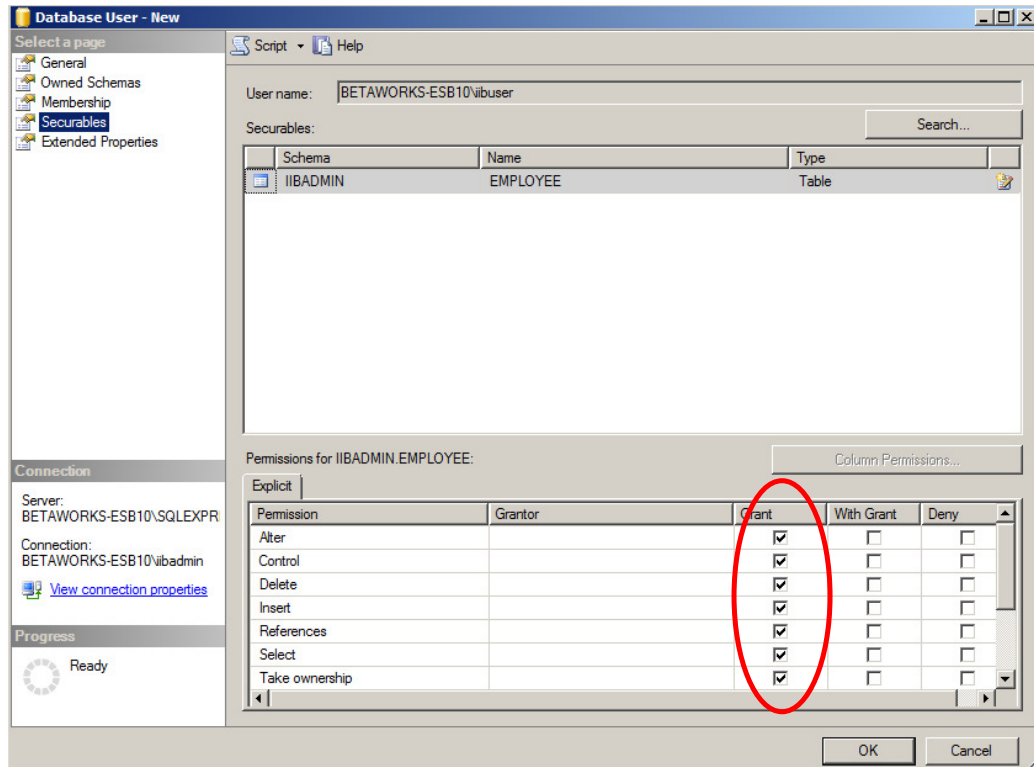 Database User - New
Select a page
General
Owned Schemas
Membership
Securables
Extended Properties
Script Help
User name: BETAWORKS-ESB10\iibuser
Securables: Search...
Schema Name Type
IIBADMIN EMPLOYEE Table
Permissions for IIBADMIN.EMPLOYEE: Column Permissions...
Explicit
Permission Grantor Grant With Grant Deny
Alter
Control
Delete
Insert
References
Select
Take ownership
Connection
Server:
BETAWORKS-ESB10\SQLEXPR
Connection:
BETAWORKS-ESB10\iibadmin
View connection properties
Progress
Ready
OK Cancel